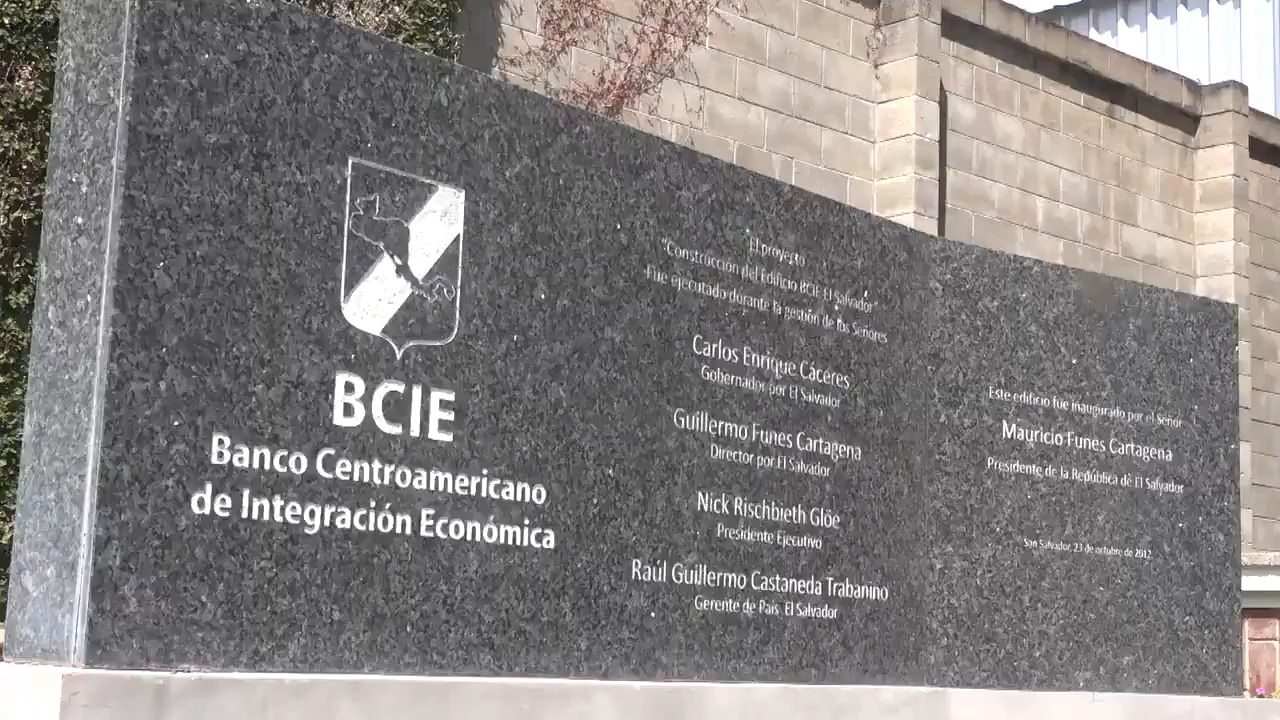 BCIE
Banco Centroamericano
de Integración Económica
El proyecto
"Construcción del Edificio BCIE El Salvador"
Fue ejecutado durante la gestión de los Señores
Carlos Enrique Cáceres
Gobernador por El Salvador
Guillermo Funes Cartagena
Director por El Salvador
Nick Rischbieth Glöe
Presidente Ejecutivo
Raúl Guillermo Castaneda Trabanino
Gerente de País, El Salvador
Este edificio fue inaugurado por el Señor
Mauricio Funes Cartagena
Presidente de la República de El Salvador
San Salvador, 23 de octubre de 2012